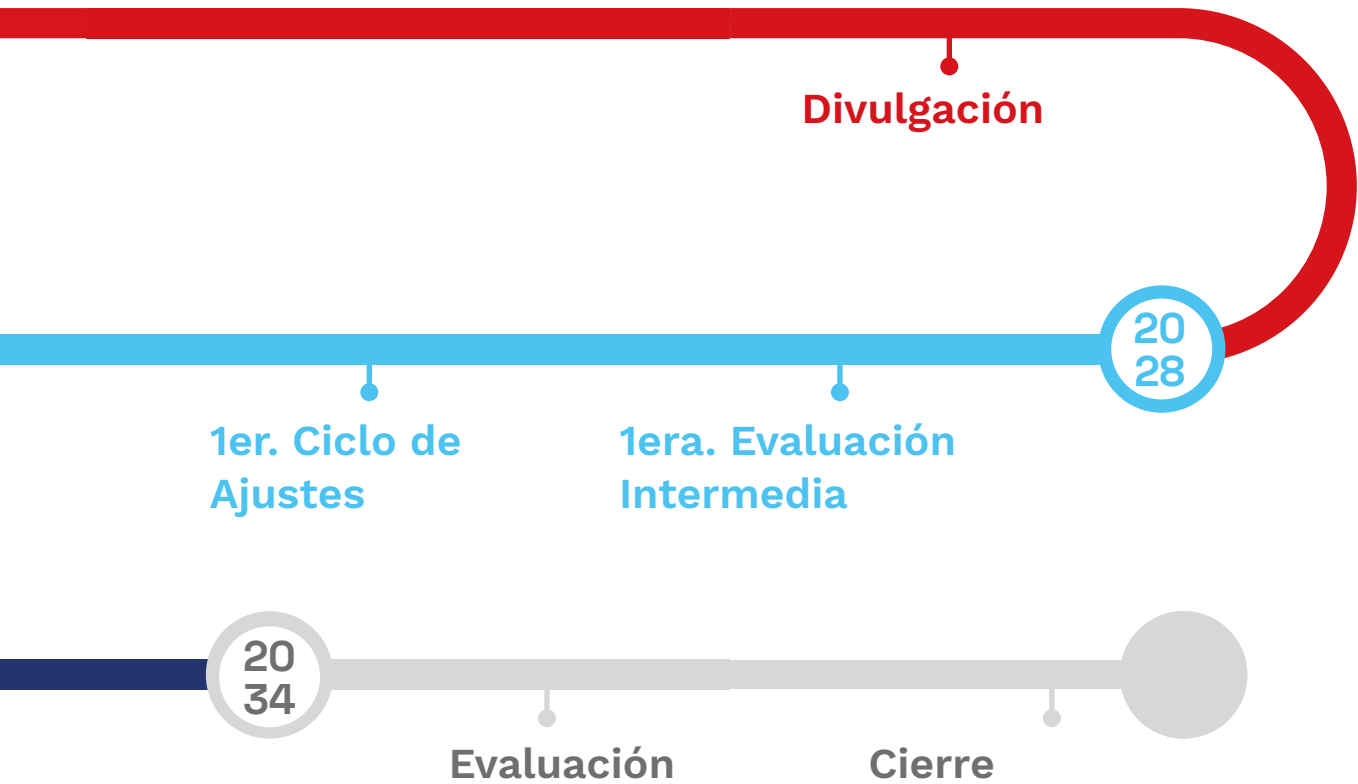 Divulgación
20
28
1er. Ciclo de
Ajustes
1era. Evaluación
Intermedia
20
34
Evaluación
Cierre